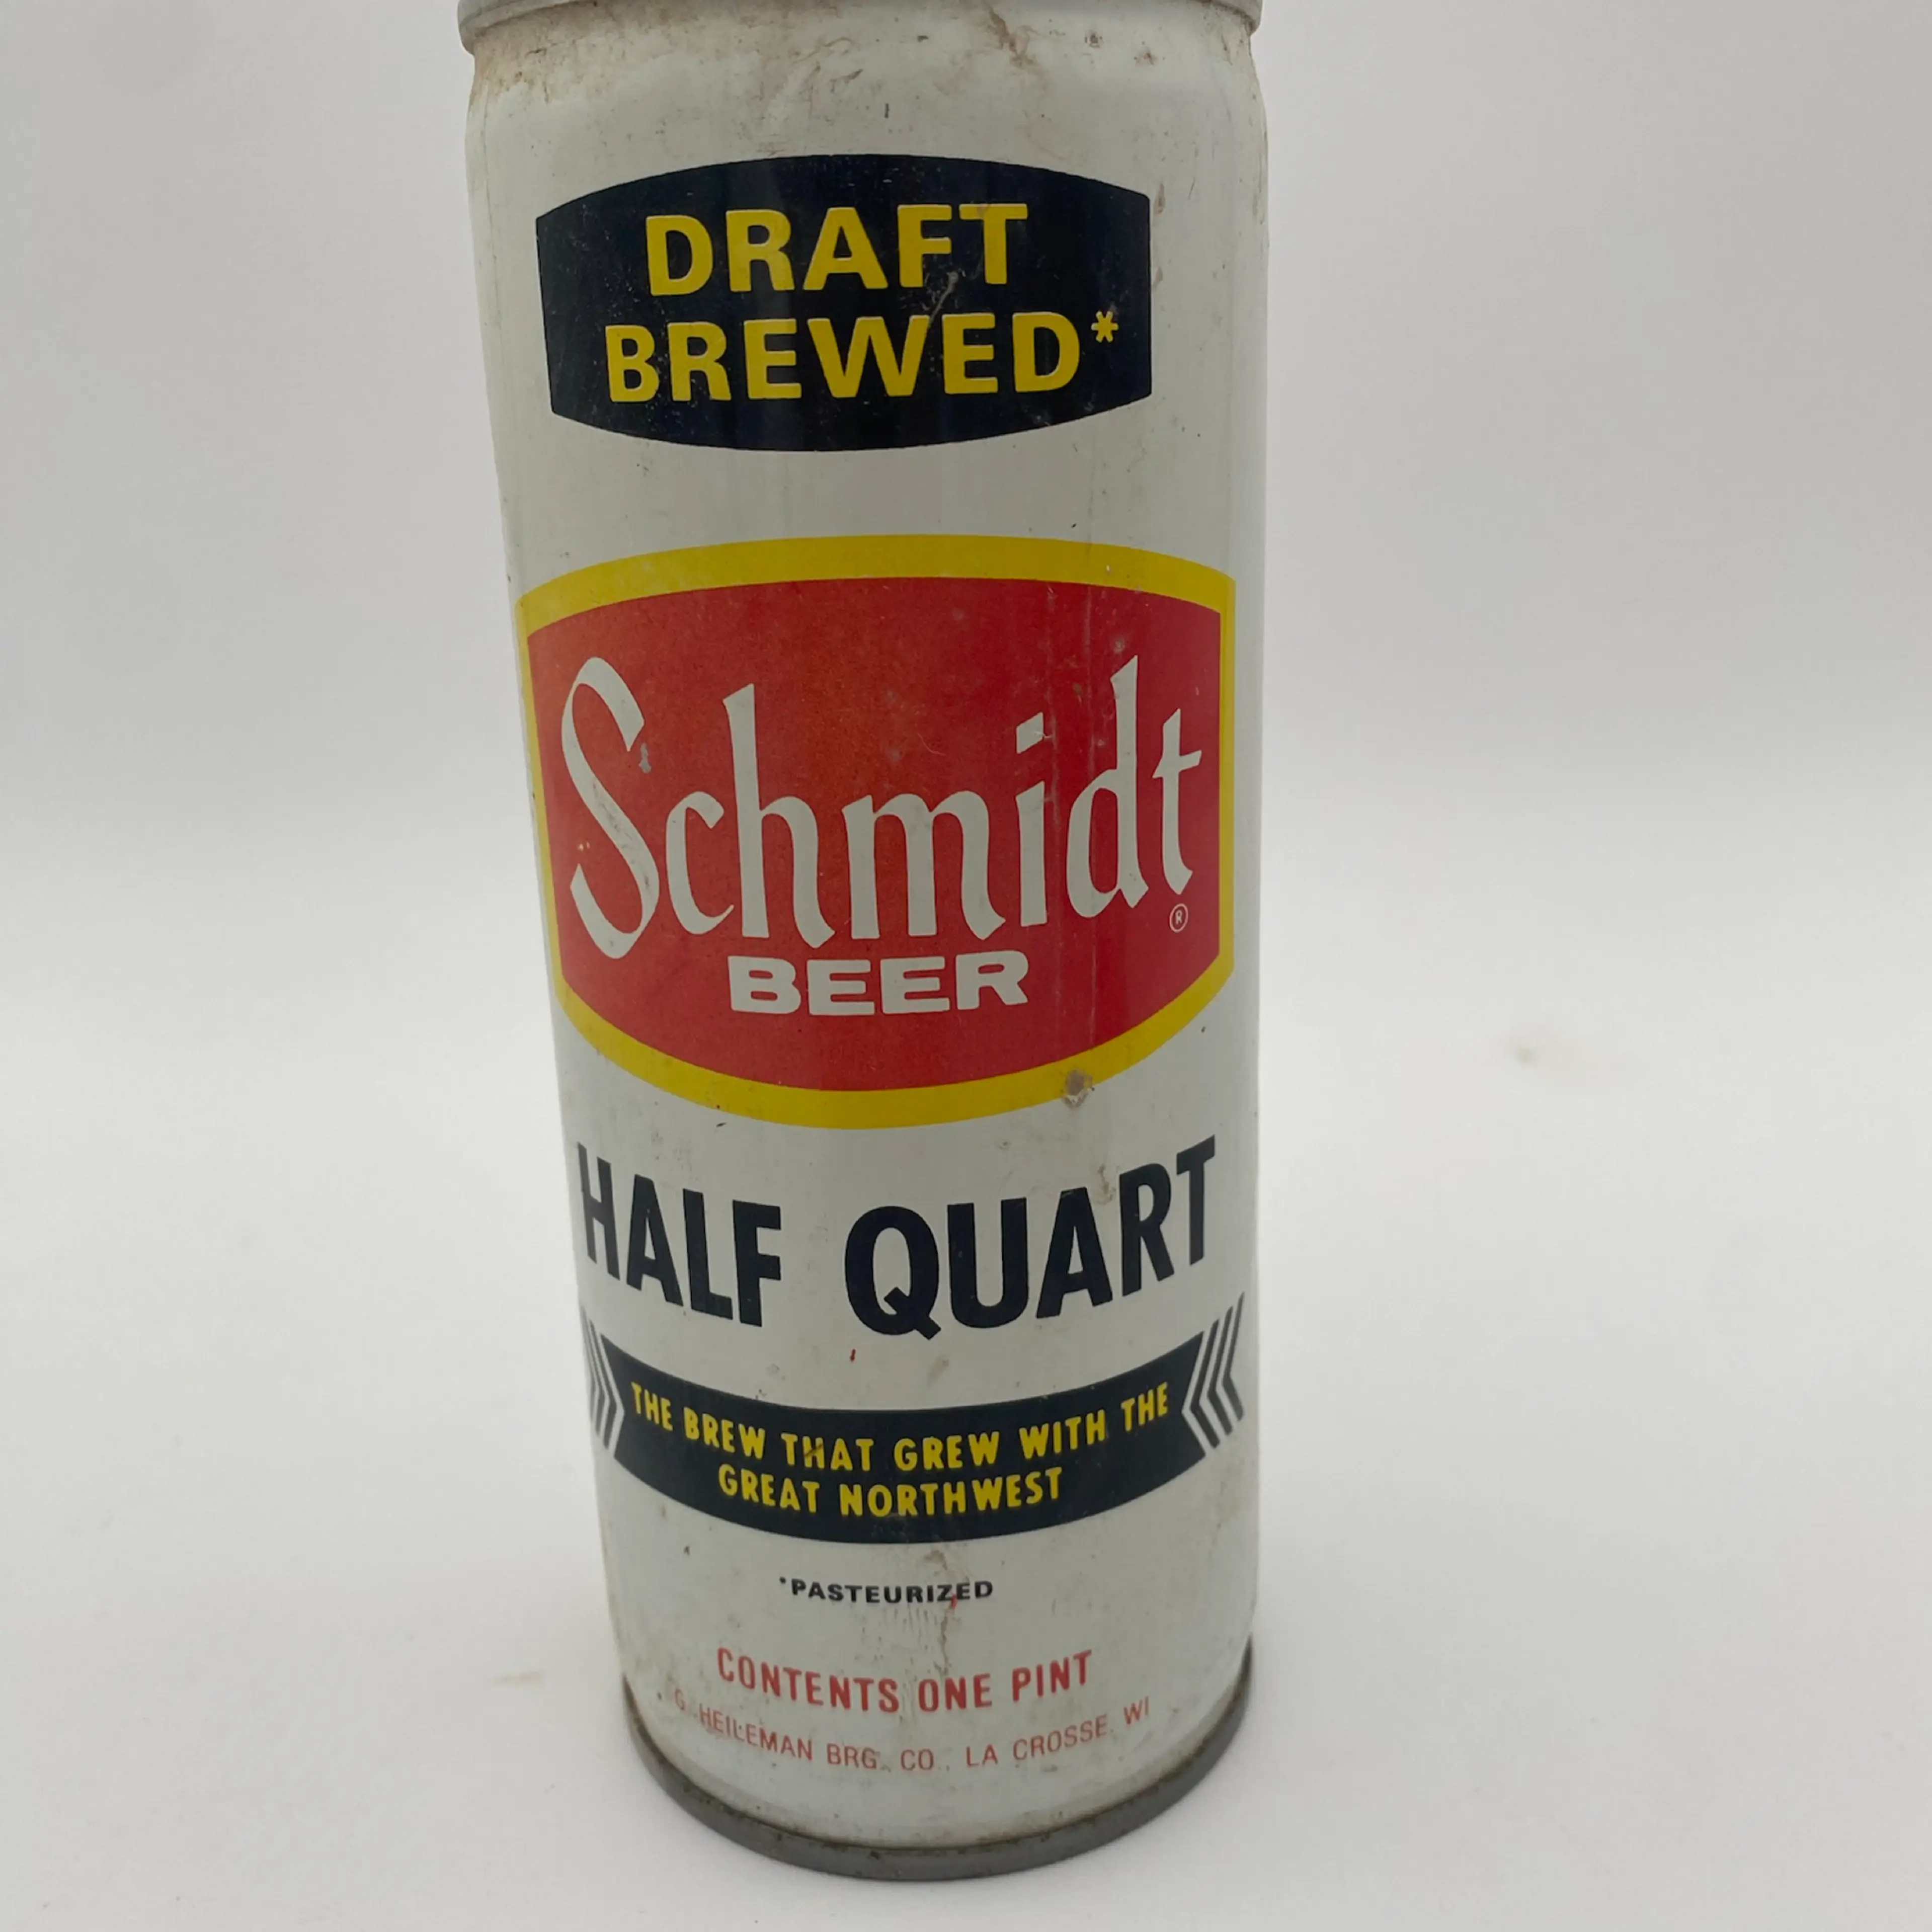 DRAFT
BREWED*
Schmidt
®
BEER
HALF QUART
THE BREW THAT GREW WITH THE
GREAT NORTHWEST
*PASTEURIZED
CONTENTS ONE PINT
G. HEILEMAN BRG. CO., LA CROSSE, WI